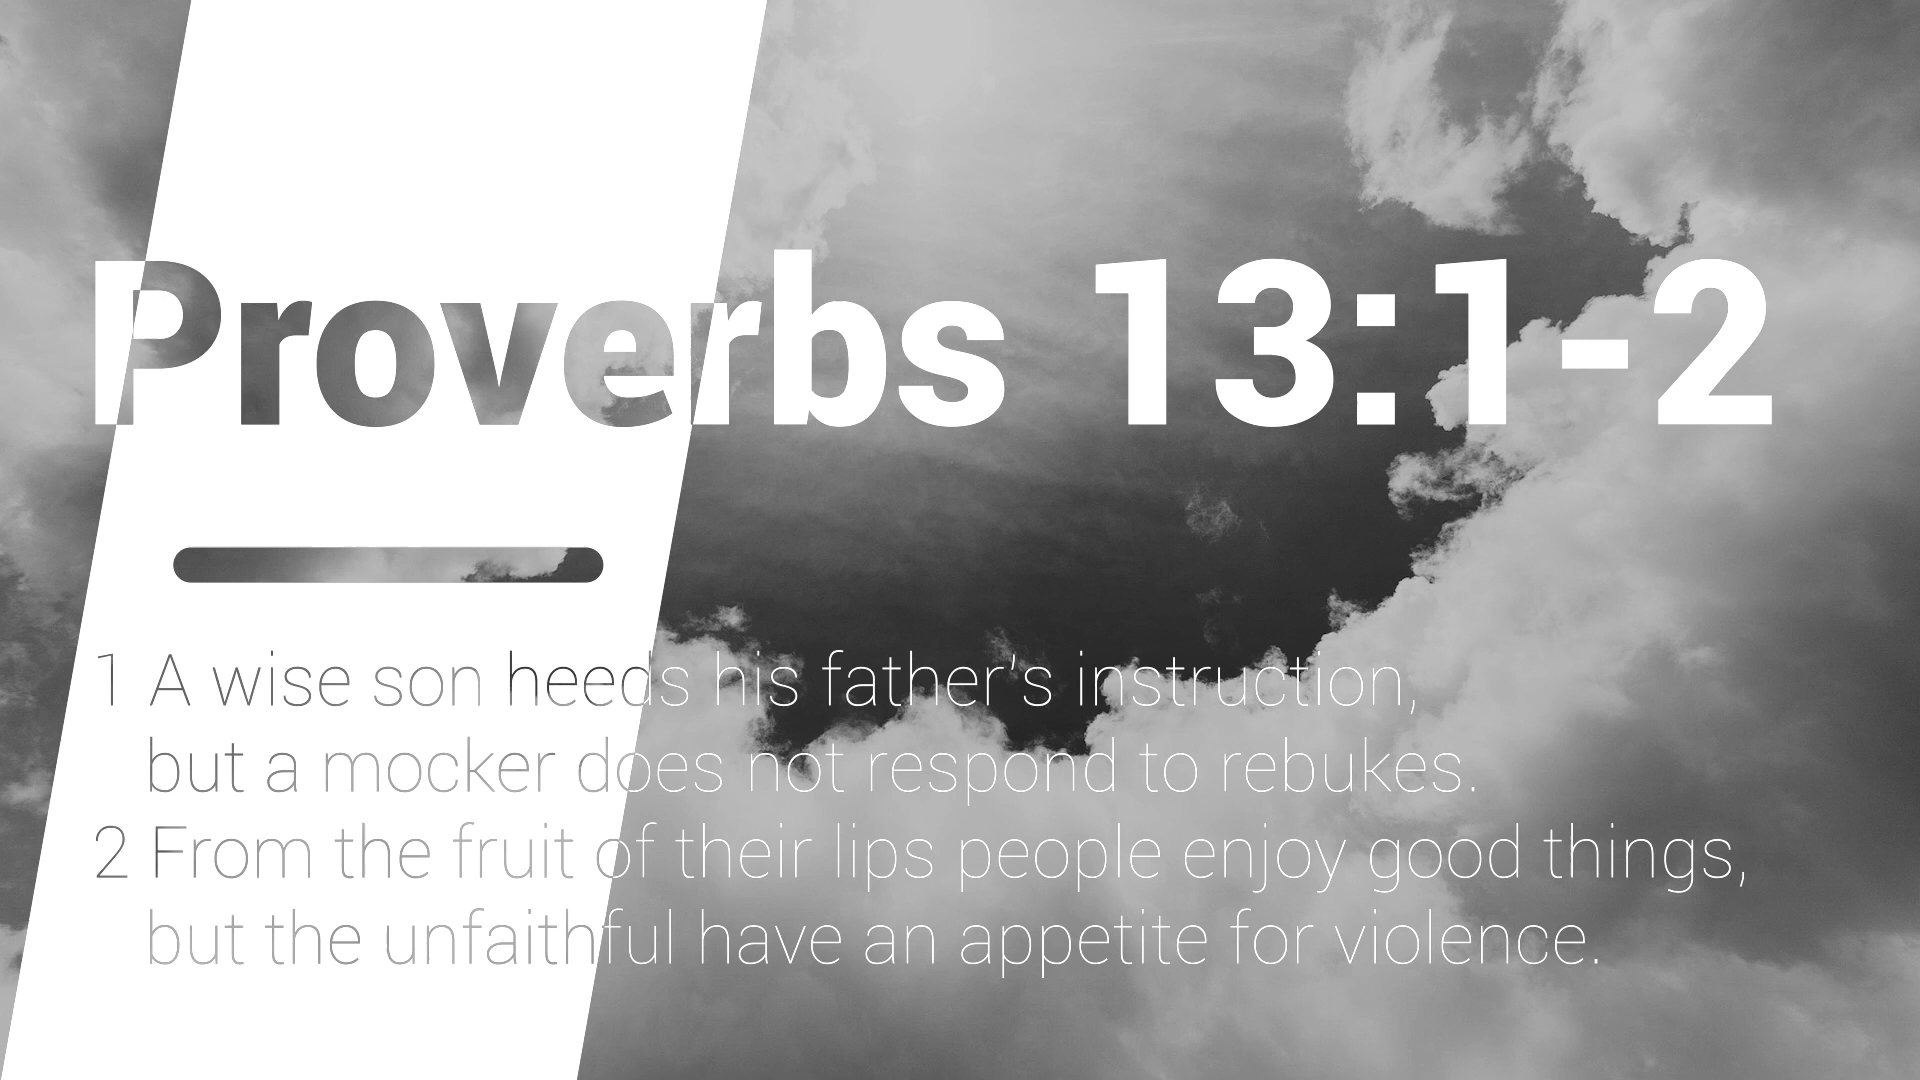 Proverbs 13:1-2
1 A wise son heeds his father’s instruction,
but a mocker does not respond to rebukes.
2 From the fruit of their lips people enjoy good things,
but the unfaithful have an appetite for violence.